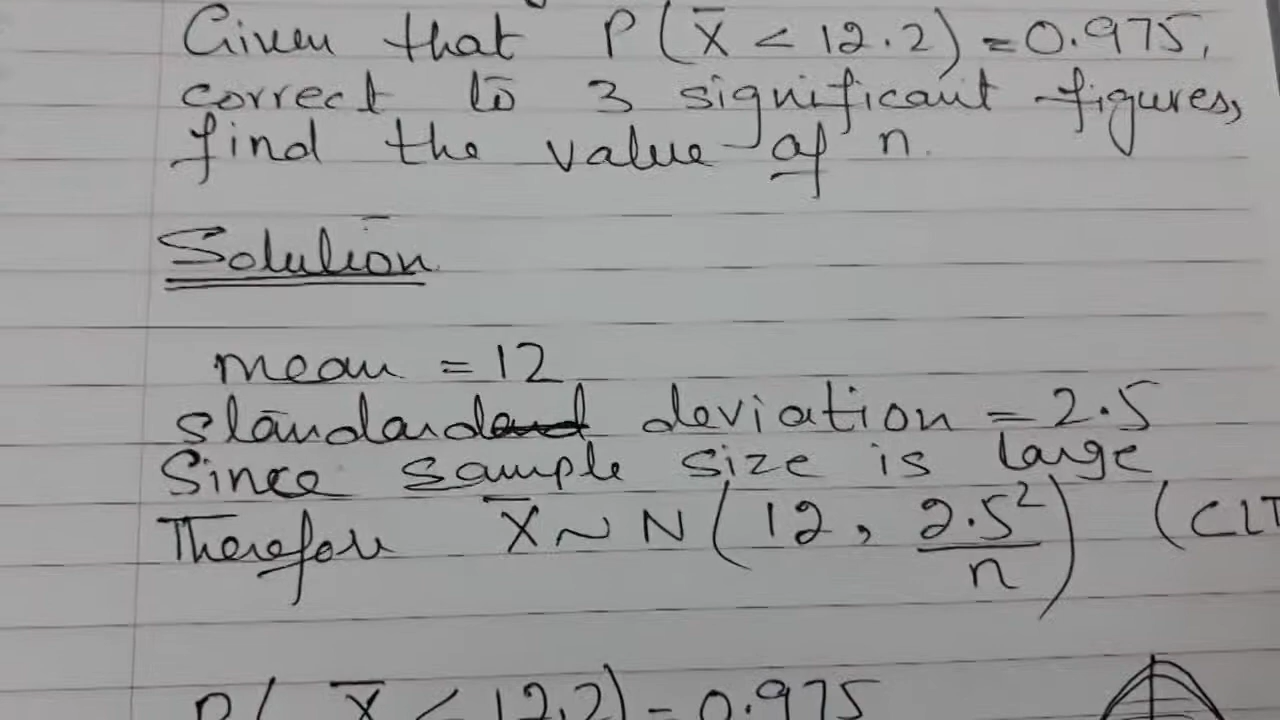 Given that P(X̄ < 12.2) = 0.975,
correct to 3 significant figures,
find the value of n.
Solution
mean = 12
standard deviation = 2.5
Since sample size is large
Therefore X̄ ~ N(12, 2.5²/n) (CLT
P( X̄ < 12.2) = 0.975